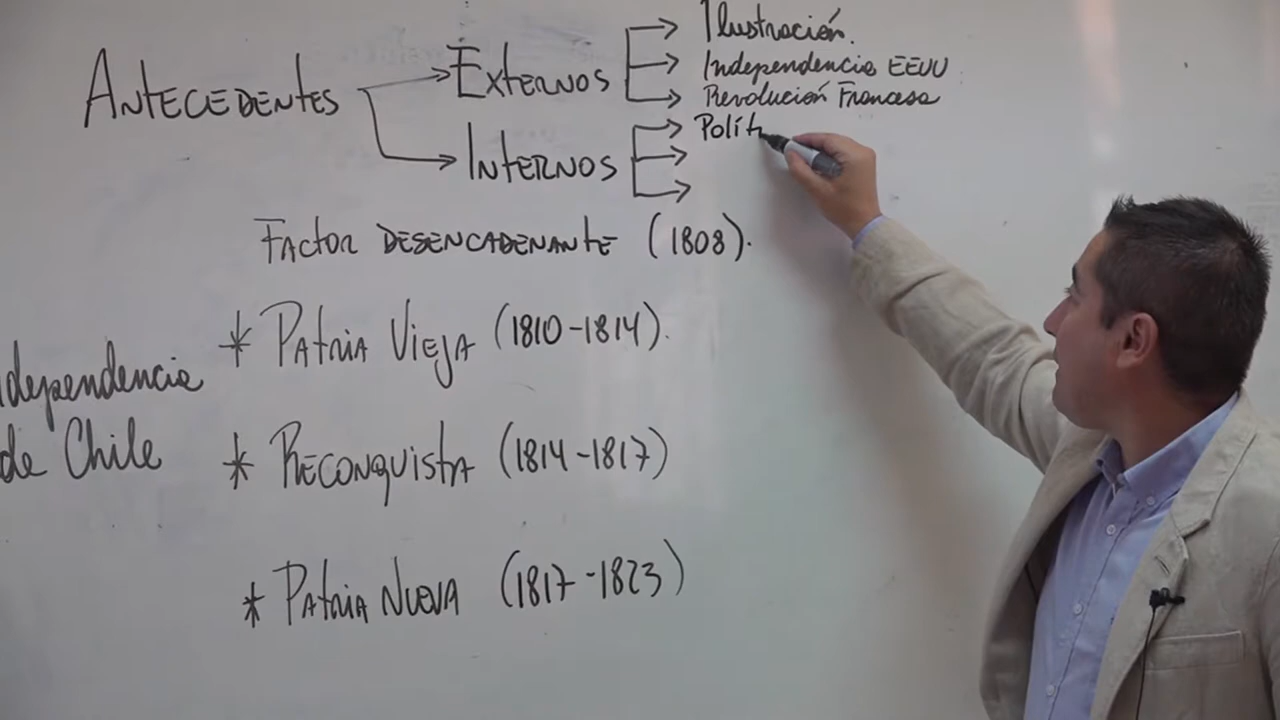 ANTECEDENTES
EXTERNOS
Ilustración.
Independencia EEUU
Revolución Francesa
INTERNOS
Polít
FACTOR DESENCADENANTE (1808).
* PATRIA VIEJA (1810-1814).
ndependencia
de Chile
* RECONQUISTA (1814-1817)
* PATRIA NUEVA (1817-1823)